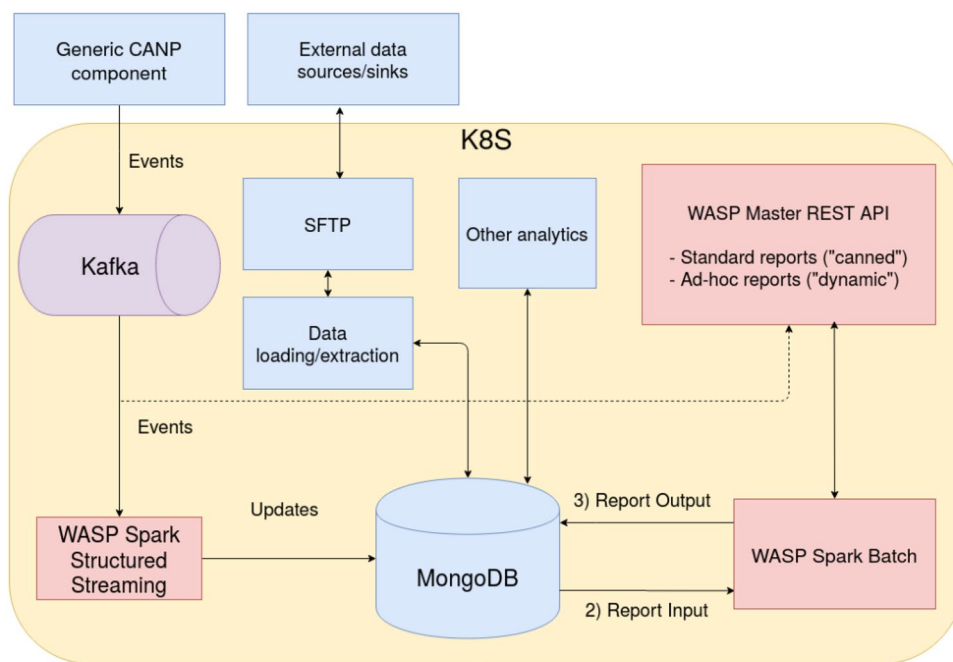 Generic CANP
component
External data
sources/sinks
K8S
Events
SFTP
Other analytics
WASP Master REST API
- Standard reports ("canned")
- Ad-hoc reports ("dynamic")
Kafka
Data
loading/extraction
Events
Updates
3) Report Output
WASP Spark
Structured
Streaming
MongoDB
WASP Spark Batch
2) Report Input